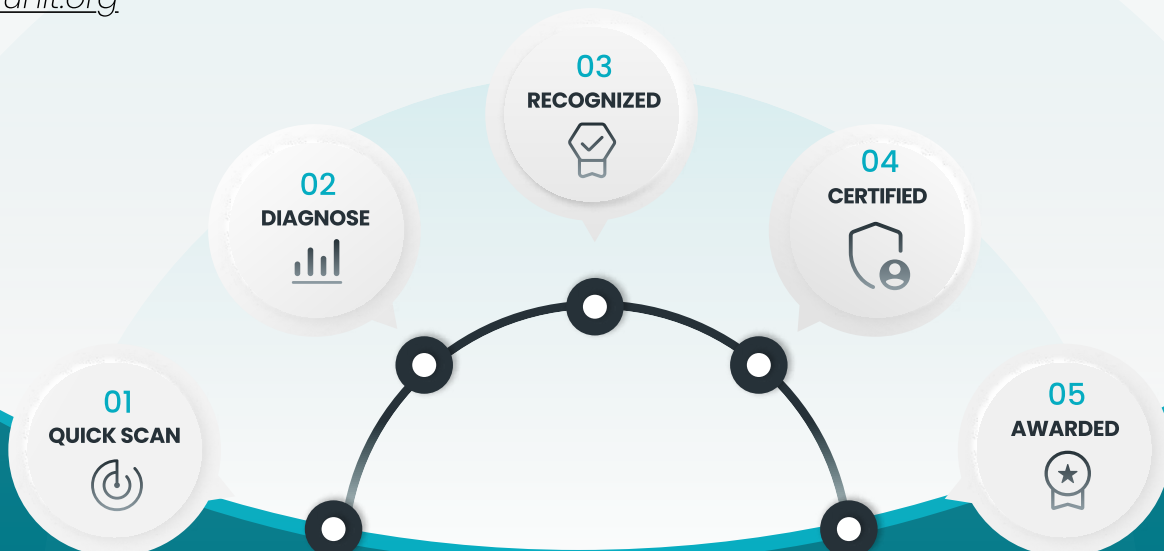 01
QUICK SCAN
02
DIAGNOSE
03
RECOGNIZED
04
CERTIFIED
05
AWARDED